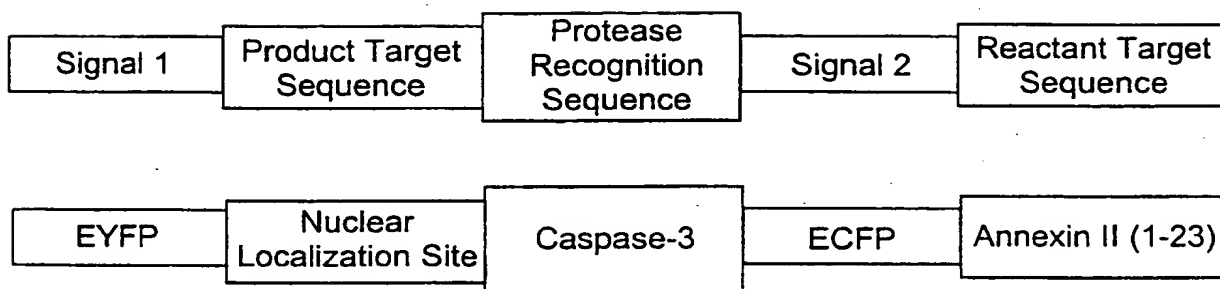 Signal 1
Product Target
Sequence
Protease
Recognition
Sequence
Signal 2
Reactant Target
Sequence
EYFP
Nuclear
Localization Site
Caspase-3
ECFP
Annexin II (1-23)